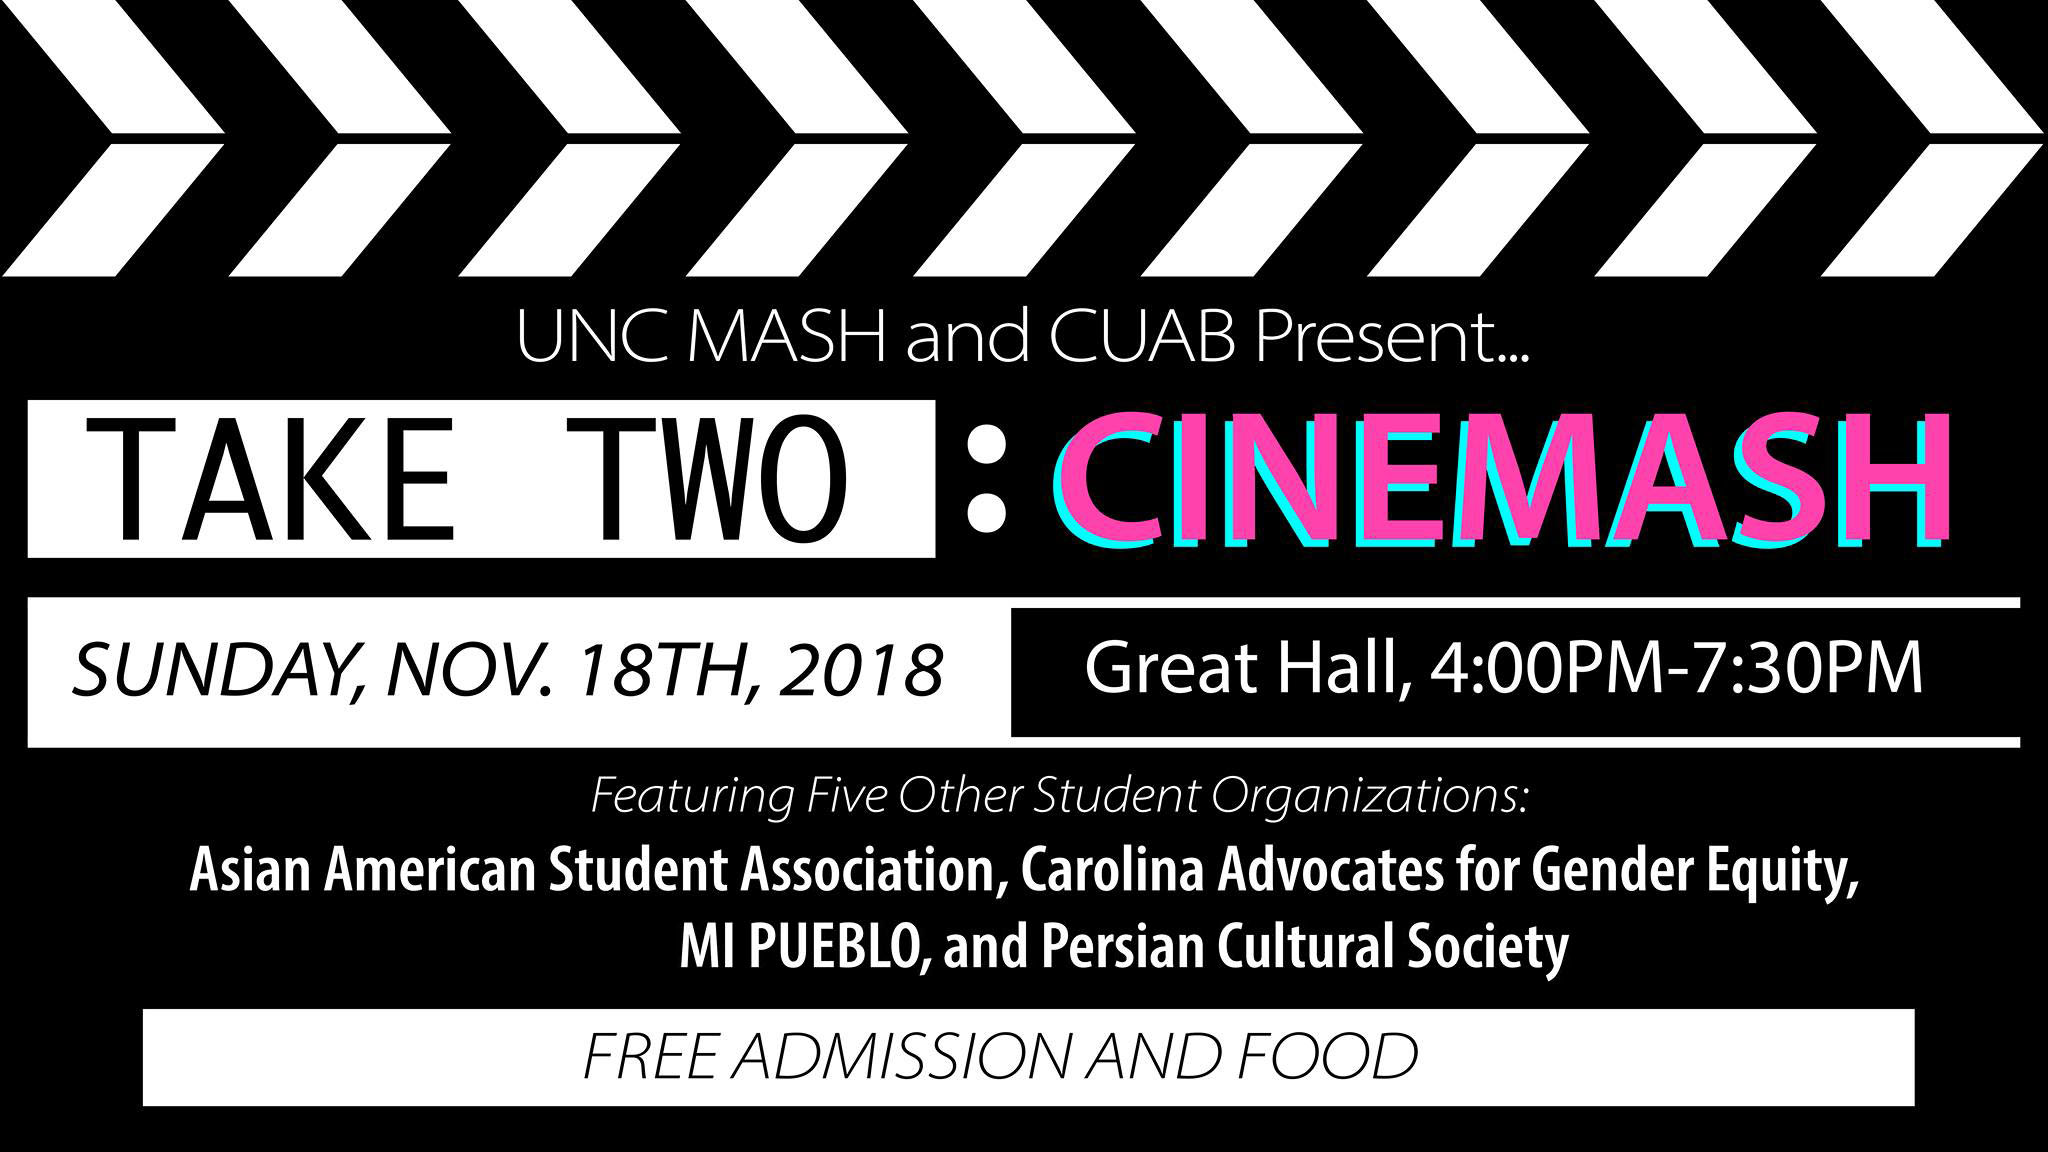 UNC MASH and CUAB Present...
TAKE TWO : CINEMASH
SUNDAY, NOV. 18TH, 2018
Great Hall, 4:00PM-7:30PM
Featuring Five Other Student Organizations:
Asian American Student Association, Carolina Advocates for Gender Equity,
MI PUEBLO, and Persian Cultural Society
FREE ADMISSION AND FOOD